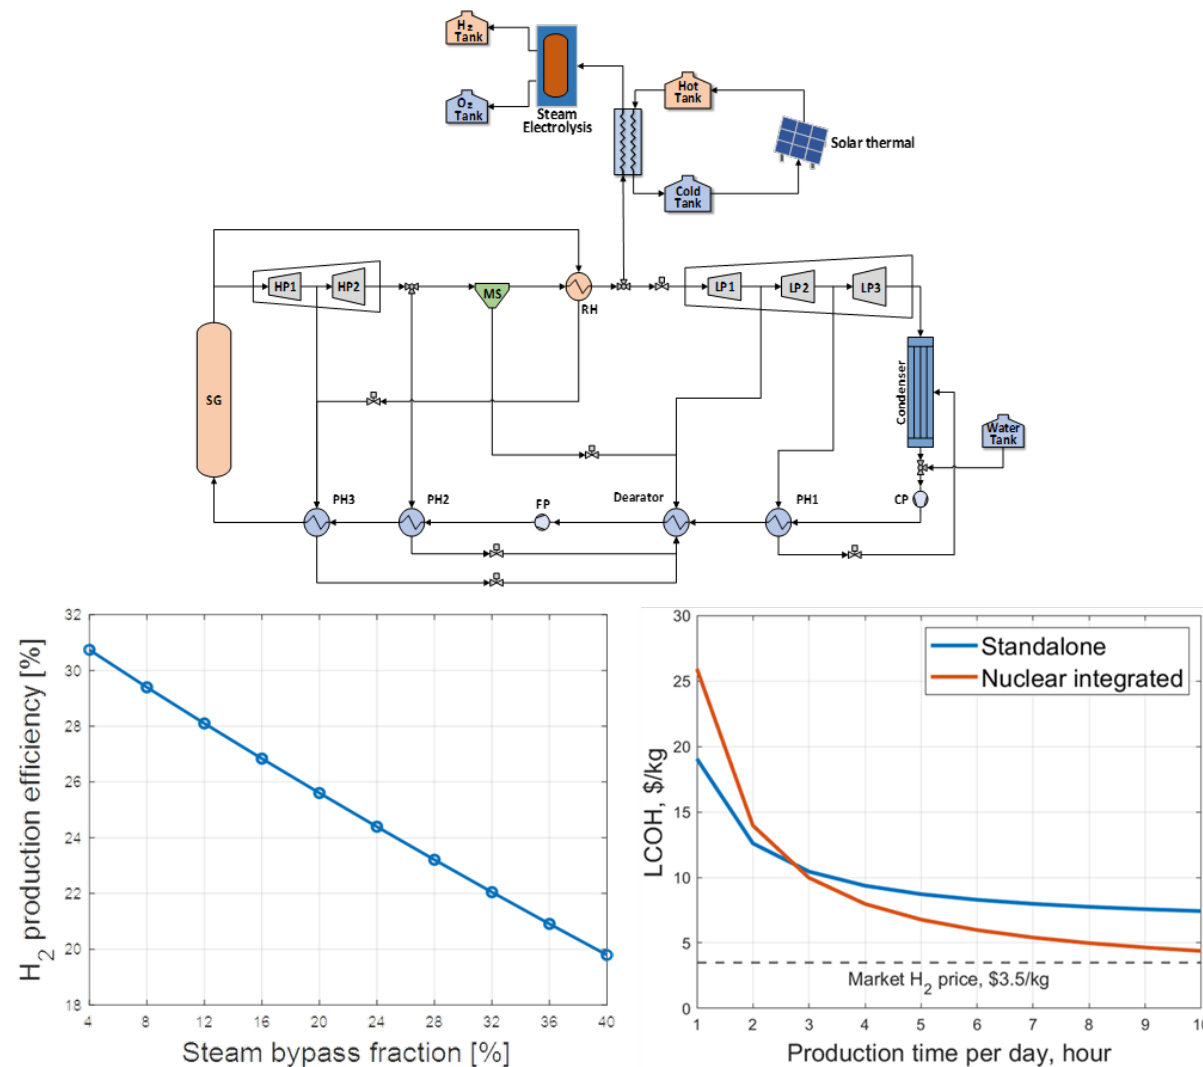 H₂
Tank
O₂
Tank
Steam
Electrolysis
Hot
Tank
Cold
Tank
Solar thermal
HP1
HP2
MS
RH
LP1
LP2
LP3
SG
Condenser
Water
Tank
PH3
PH2
FP
Dearator
PH1
CP
H₂ production efficiency [%]
32
30
28
26
24
22
20
18
4
8
12
16
20
24
28
32
36
40
Steam bypass fraction [%]
LCOH, $/kg
30
25
20
15
10
5
0
Standalone
Nuclear integrated
Market H₂ price, $3.5/kg
1
2
3
4
5
6
7
8
9
10
Production time per day, hour